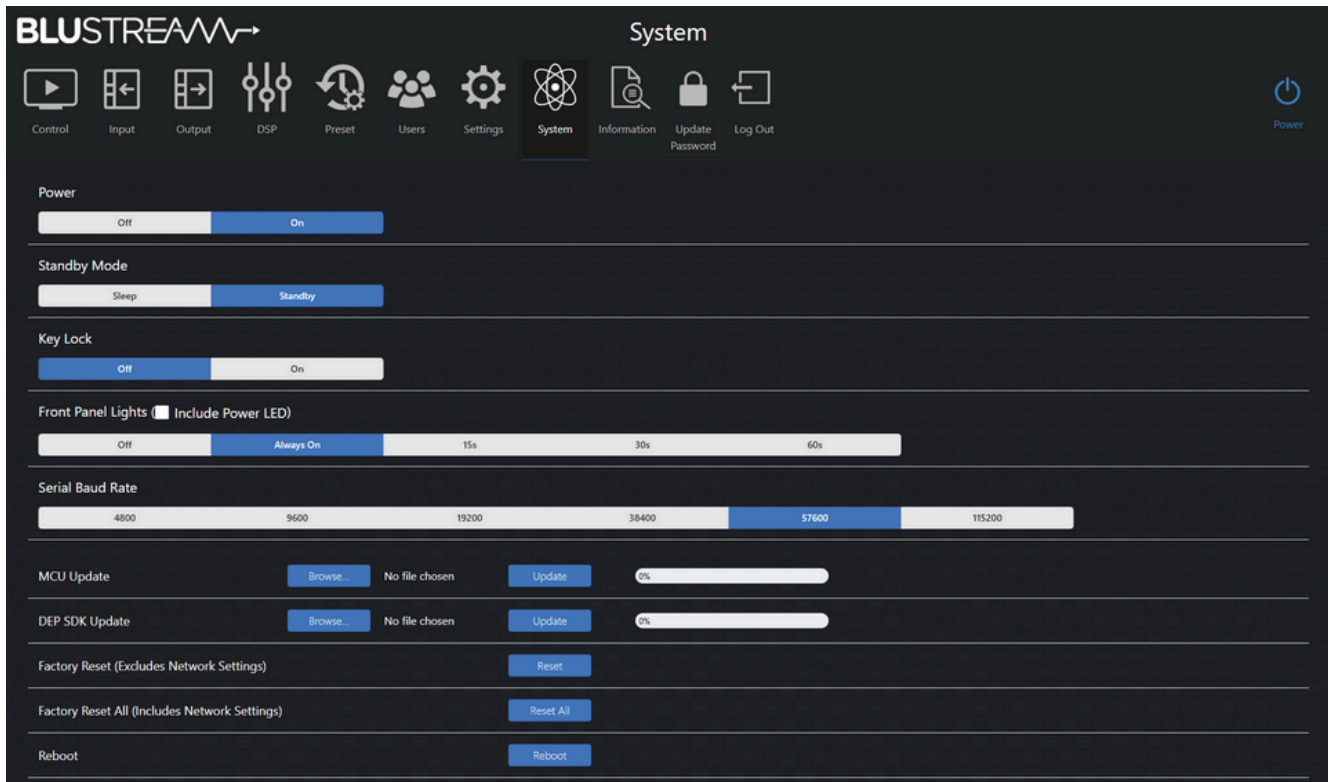 BLUSTREAM
System
Control Input Output DSP Preset Users Settings System Information Update Password Log Out
Power
Power
Off On
Standby Mode
Sleep Standby
Key Lock
Off On
Front Panel Lights ( Include Power LED)
Off Always On 15s 30s 60s
Serial Baud Rate
4800 9600 19200 38400 57600 115200
MCU Update Browse... No file chosen Update 0%
DEP SDK Update Browse... No file chosen Update 0%
Factory Reset (Excludes Network Settings) Reset
Factory Reset All (Includes Network Settings) Reset All
Reboot Reboot